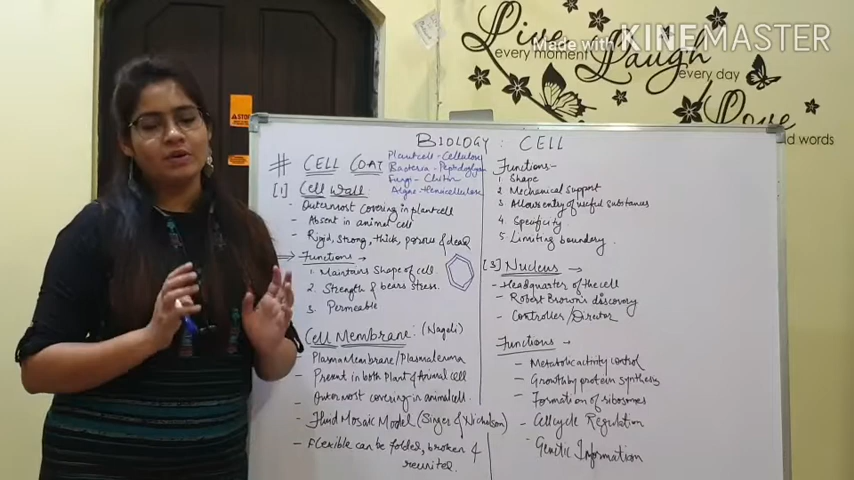 Made with KINEMASTER
Live
every moment
Laugh
every day
Love
beyond words
BIOLOGY : CELL
# CELL COAT
Plant cell - Cellulory
Bacteria - Peptidoglycan
Fungi - Chitin
Algae - Hemicellulose
[1] Cell Wall
- Outermost covering in plant cell
- Absent in animal cell
- Rigid, strong, thick, porous & dead
→ Functions →
1. Maintains shape of cell
2. Strength & bears stress.
3. Permeable
CELL MEMBRANE : (Nageli)
- Plasma Membrane / Plasmalemma
- Present in both Plant & Animal cell
- Outermost covering in animal cell
- Fluid Mosaic Model (Singer & Nicholson)
- Flexible can be folded, broken &
reunited.
Functions-
1 Shape
2 Mechanical support
3 Allows entry of useful substances
4 Specificity
5 Limiting boundary
[3] Nucleus →
- Headquarter of the cell
- Robert Brown's discovery
- Controller / Director
Functions →
- Metabolic activity control
- Growth by protein synthesis
- Formation of ribosomes
- Cell cycle Regulation
- Genetic Information